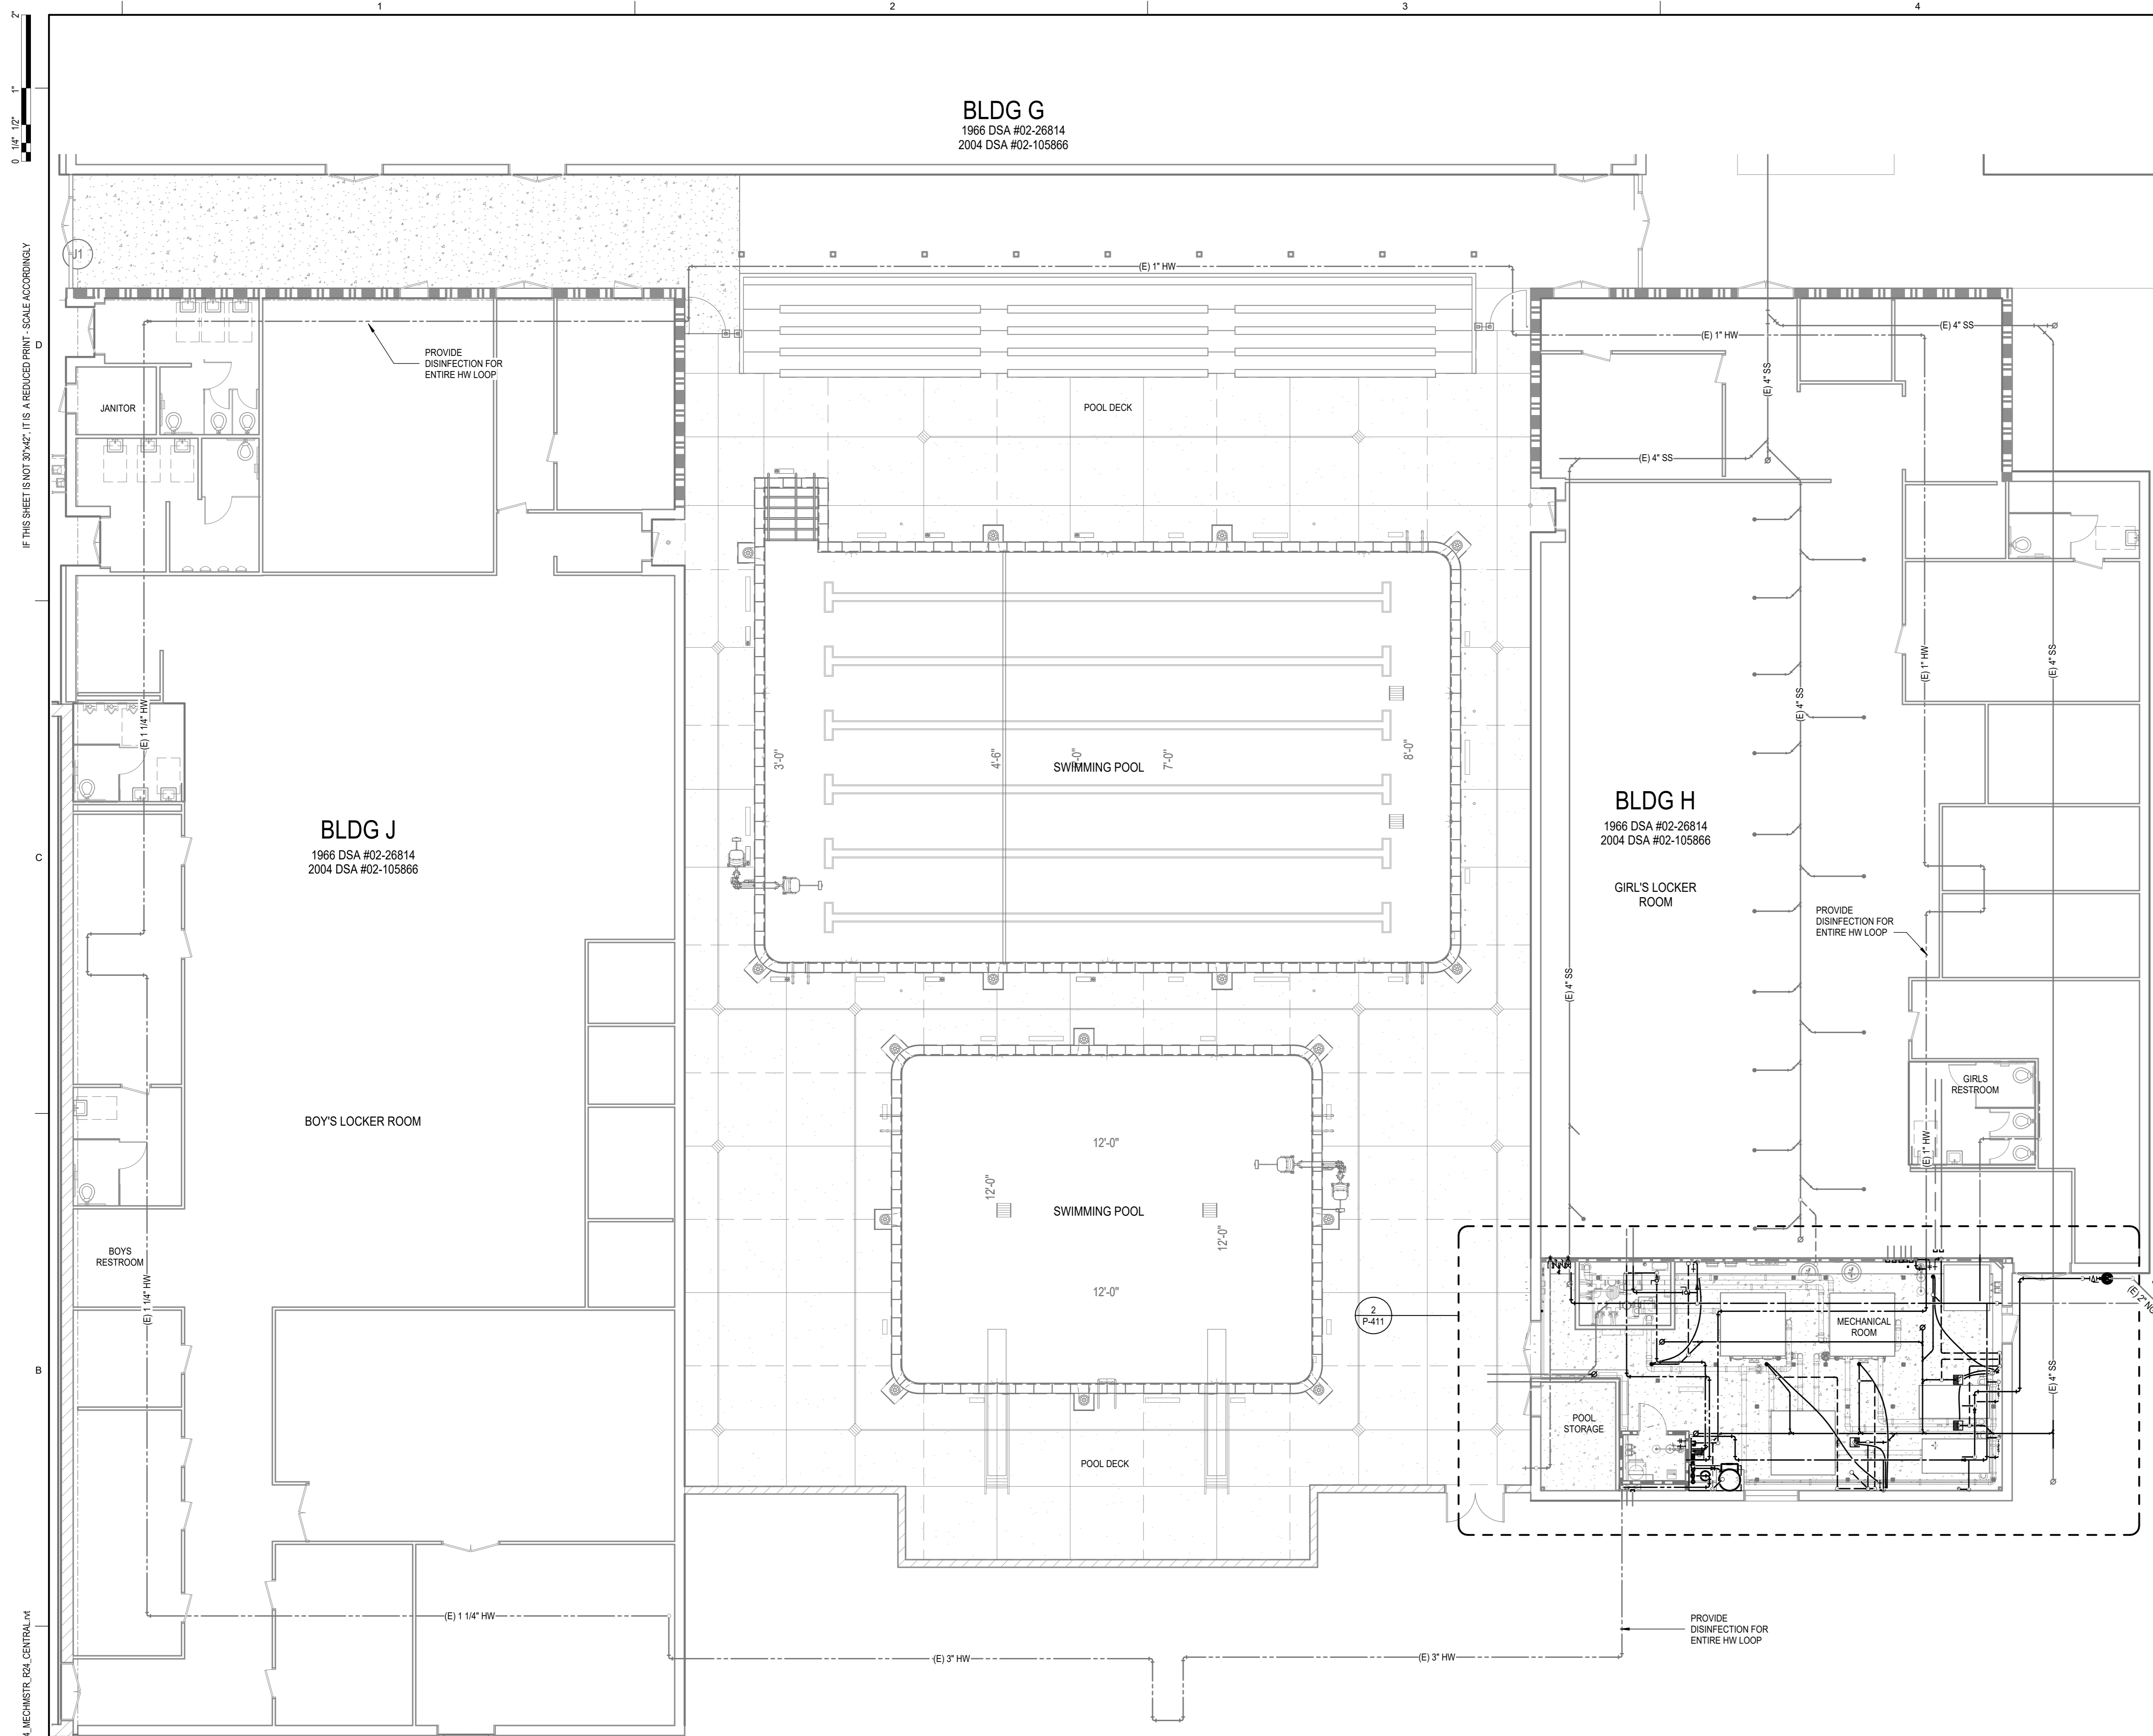 1
2
3
4
0 1/4" 1/2" 1" 2"
IF THIS SHEET IS NOT 30"x42", IT IS A REDUCED PRINT - SCALE ACCORDINGLY
D
C
B
BLDG G
1966 DSA #02-26814
2004 DSA #02-105866
J1
(E) 1" HW
PROVIDE
DISINFECTION FOR
ENTIRE HW LOOP
JANITOR
POOL DECK
(E) 1" HW
(E) 4" SS
(E) 4" SS
(E) 4" SS
(E) 1 1/4" HW
3'-0"
4'-6"
7'-0"
8'-0"
SWIMMING POOL
(E) 1" HW
(E) 4" SS
(E) 4" SS
BLDG J
1966 DSA #02-26814
2004 DSA #02-105866
BLDG H
1966 DSA #02-26814
2004 DSA #02-105866
GIRL'S LOCKER
ROOM
PROVIDE
DISINFECTION FOR
ENTIRE HW LOOP
(E) 4" SS
BOY'S LOCKER ROOM
GIRLS
RESTROOM
(E) 1" HW
12'-0"
12'-0"
SWIMMING POOL
12'-0"
12'-0"
BOYS
RESTROOM
(E) 1 1/4" HW
2
P-411
MECHANICAL
ROOM
(E) 2" NG
(E) 4" SS
POOL
STORAGE
POOL DECK
(E) 1 1/4" HW
(E) 3" HW
(E) 3" HW
PROVIDE
DISINFECTION FOR
ENTIRE HW LOOP
4_MECHMSTR_R24_CENTRAL.rvt